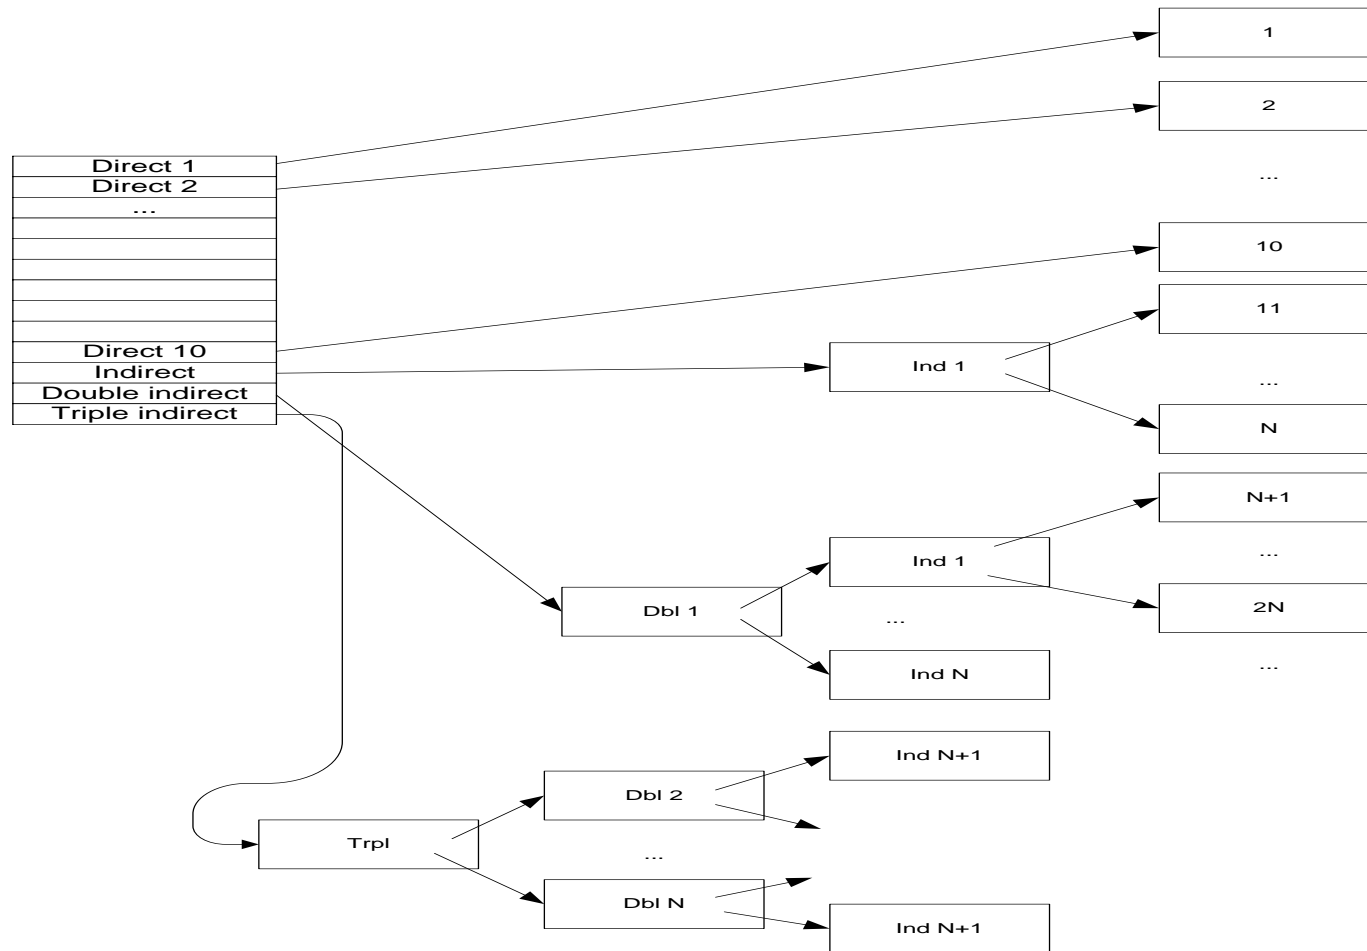 1
2
...
10
11
...
N
N+1
...
2N
...
Direct 1
Direct 2
...
Direct 10
Indirect
Double indirect
Triple indirect
Ind 1
Ind 1
...
Ind N
Dbl 1
Ind N+1
Dbl 2
...
Dbl N
Ind N+1
Trpl